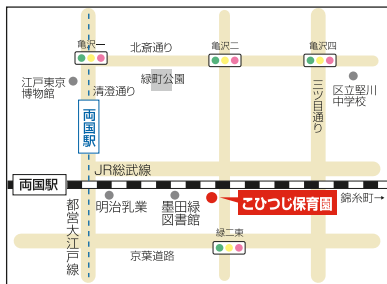 亀沢一
北斎通り
亀沢二
亀沢四
江戸東京
博物館
清澄通り
緑町公園
三ツ目通り
区立竪川
中学校
両国駅
JR総武線
両国駅
都営大江戸線
明治乳業
墨田緑
図書館
こひつじ保育園
錦糸町→
京葉道路
緑二東